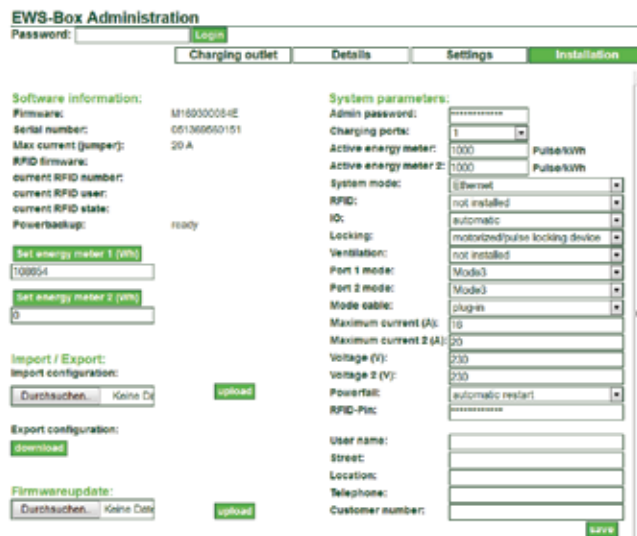 EWS-Box Administration
Password:
Login
Charging outlet
Details
Settings
Installation
Software information:
Firmware:
Serial number:
Max current (jumper): 20 A
RFID firmware:
current RFID number:
current RFID user:
current RFID state:
Powerbackup: ready
Set energy meter 1 (Wh)
Set energy meter 2 (Wh)
0
Import / Export:
Import configuration:
Durchsuchen.. Keine Da
upload
Export configuration:
download
Firmwareupdate:
Durchsuchen.. Keine Date
upload
System parameters:
Admin password: ************
Charging ports: 1
Active energy meter: 1000 Pulse/kWh
Active energy meter 2: 1000 Pulse/kWh
System mode: Ethernet
RFID: not installed
IO: automatic
Locking: motorized/pulse locking device
Ventilation: not installed
Port 1 mode: Mode3
Port 2 mode: Mode3
Mode cable: plug-in
Maximum current (A): 16
Maximum current 2 (A): 20
Voltage (V): 230
Voltage 2 (V): 230
Powerfail: automatic restart
RFID-Pin: ************
User name:
Street:
Location:
Telephone:
Customer number:
save